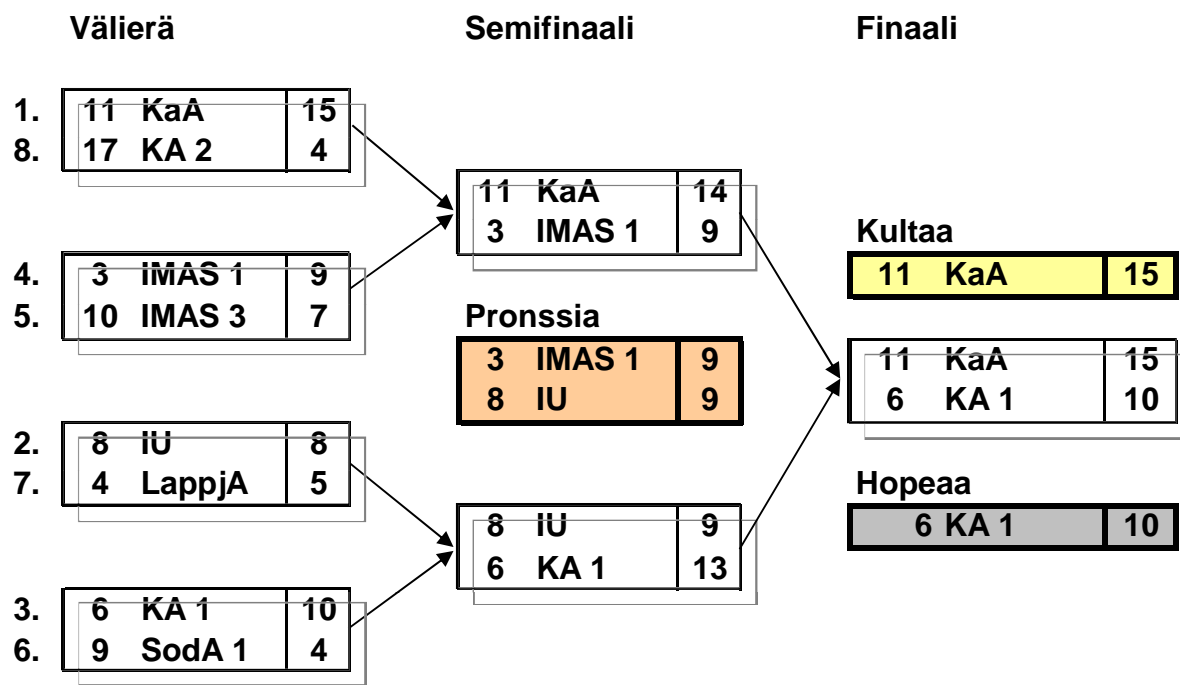 Välierä Semifinaali Finaali
1. 11 KaA 15
8. 17 KA 2 4
11 KaA 14
3 IMAS 1 9
Kultaa
11 KaA 15
4. 3 IMAS 1 9
5. 10 IMAS 3 7
Pronssia
3 IMAS 1 9
8 IU 9
11 KaA 15
6 KA 1 10
2. 8 IU 8
7. 4 LappjA 5
Hopeaa
6 KA 1 10
8 IU 9
6 KA 1 13
3. 6 KA 1 10
6. 9 SodA 1 4